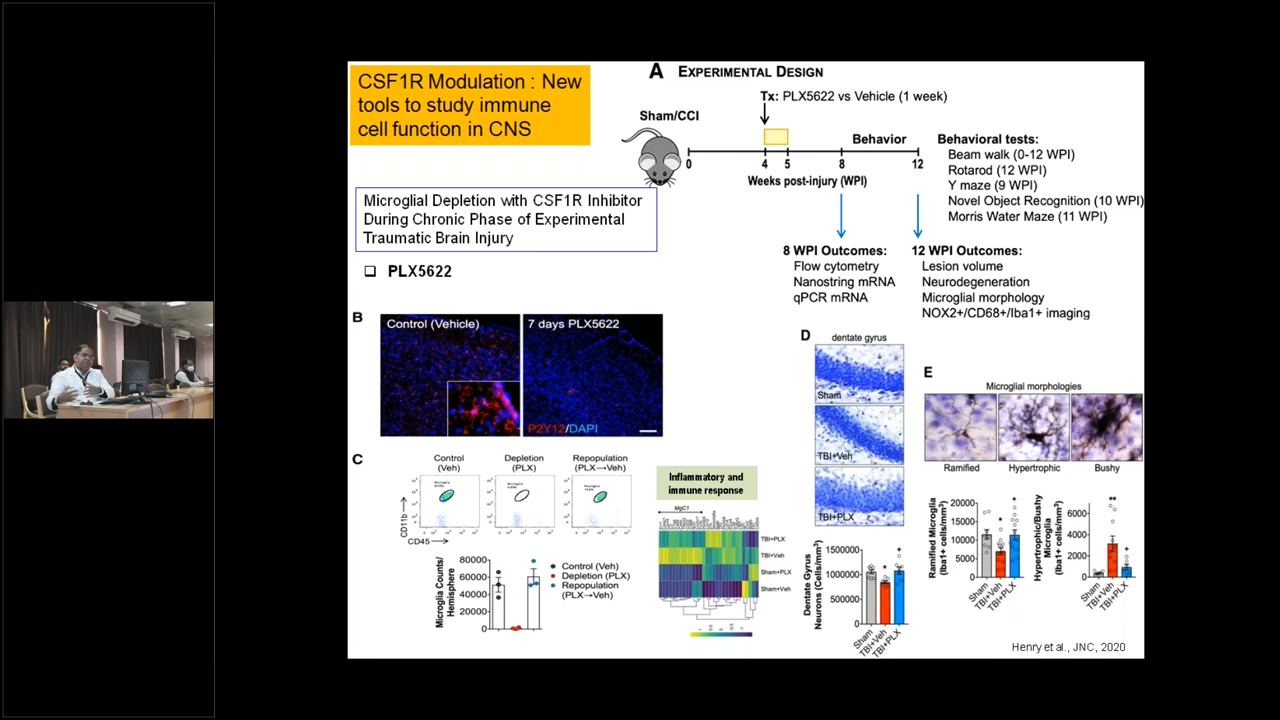 CSF1R Modulation : New
tools to study immune
cell function in CNS
Microglial Depletion with CSF1R Inhibitor
During Chronic Phase of Experimental
Traumatic Brain Injury
❑ PLX5622
A EXPERIMENTAL DESIGN
Tx: PLX5622 vs Vehicle (1 week)
Sham/CCI
Behavior
0 4 5 8 12
Weeks post-injury (WPI)
Behavioral tests:
Beam walk (0-12 WPI)
Rotarod (12 WPI)
Y maze (9 WPI)
Novel Object Recognition (10 WPI)
Morris Water Maze (11 WPI)
8 WPI Outcomes:
Flow cytometry
Nanostring mRNA
qPCR mRNA
12 WPI Outcomes:
Lesion volume
Neurodegeneration
Microglial morphology
NOX2+/CD68+/Iba1+ imaging
B
Control (Vehicle)
7 days PLX5622
P2Y12/DAPI
C
Control
(Veh)
Depletion
(PLX)
Repopulation
(PLX→Veh)
CD11b
CD45
Microglia Counts/
Hemisphere
80000
60000
40000
20000
0
Control (Veh)
Depletion (PLX)
Repopulation
(PLX→Veh)
Inflammatory and
immune response
MgC1
TBI+PLX
TBI+Veh
Sham+PLX
Sham+Veh
D
dentate gyrus
Sham
TBI+Veh
TBI+PLX
Dentate Gyrus
Neurons (Cells/mm³)
1500000
1000000
500000
0
*
+
Sham
TBI+Veh
TBI+PLX
E
Microglial morphologies
Ramified
Hypertrophic
Bushy
Ramified Microglia
(Iba1+ cells/mm³)
20000
15000
10000
5000
0
*
+
Sham
TBI+Veh
TBI+PLX
Hypertrophic/Bushy
Microglia
(Iba1+ cells/mm³)
6000
4000
2000
0
**
+
Sham
TBI+Veh
TBI+PLX
Henry et al., JNC, 2020